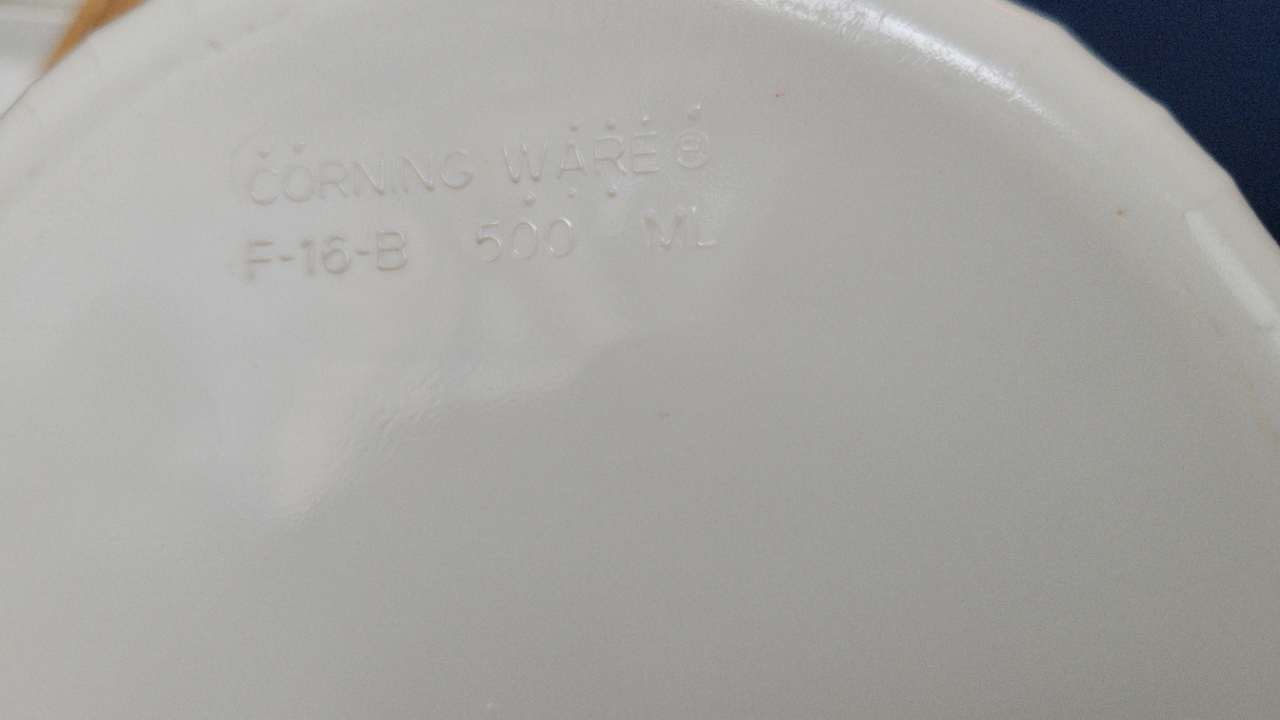 CORNING WARE®
F-16-B 500 ML